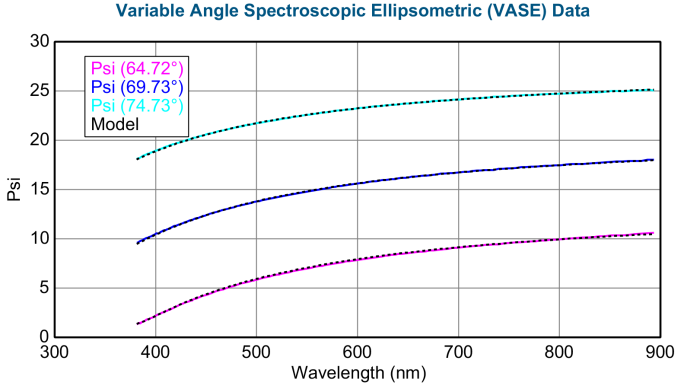 Variable Angle Spectroscopic Ellipsometric (VASE) Data
30
25
20
15
10
5
0
Psi
Psi (64.72°)
Psi (69.73°)
Psi (74.73°)
Model
300 400 500 600 700 800 900
Wavelength (nm)